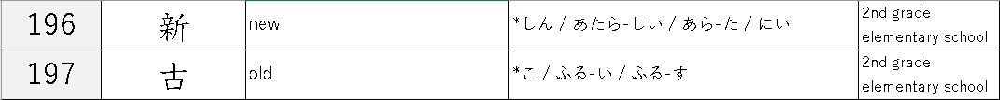 196 新 new *しん / あたら-しい / あら-た / にい 2nd grade
elementary school
197 古 old *こ / ふる-い / ふる-す 2nd grade
elementary school